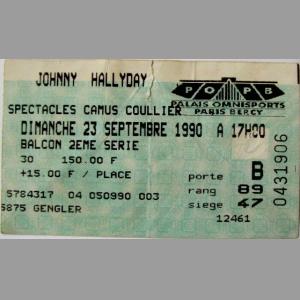 JOHNNY HALLYDAY
POPB
PALAIS OMNISPORTS
PARIS BERCY
SPECTACLES CAMUS COULLIER
DIMANCHE 23 SEPTEMBRE 1990 A 17H00
BALCON 2EME SERIE
30 150.00 F
+15.00 F / PLACE
porte B
rang 89
siege 47
5784317 04 050990 003
5875 GENGLER
12461
0431906